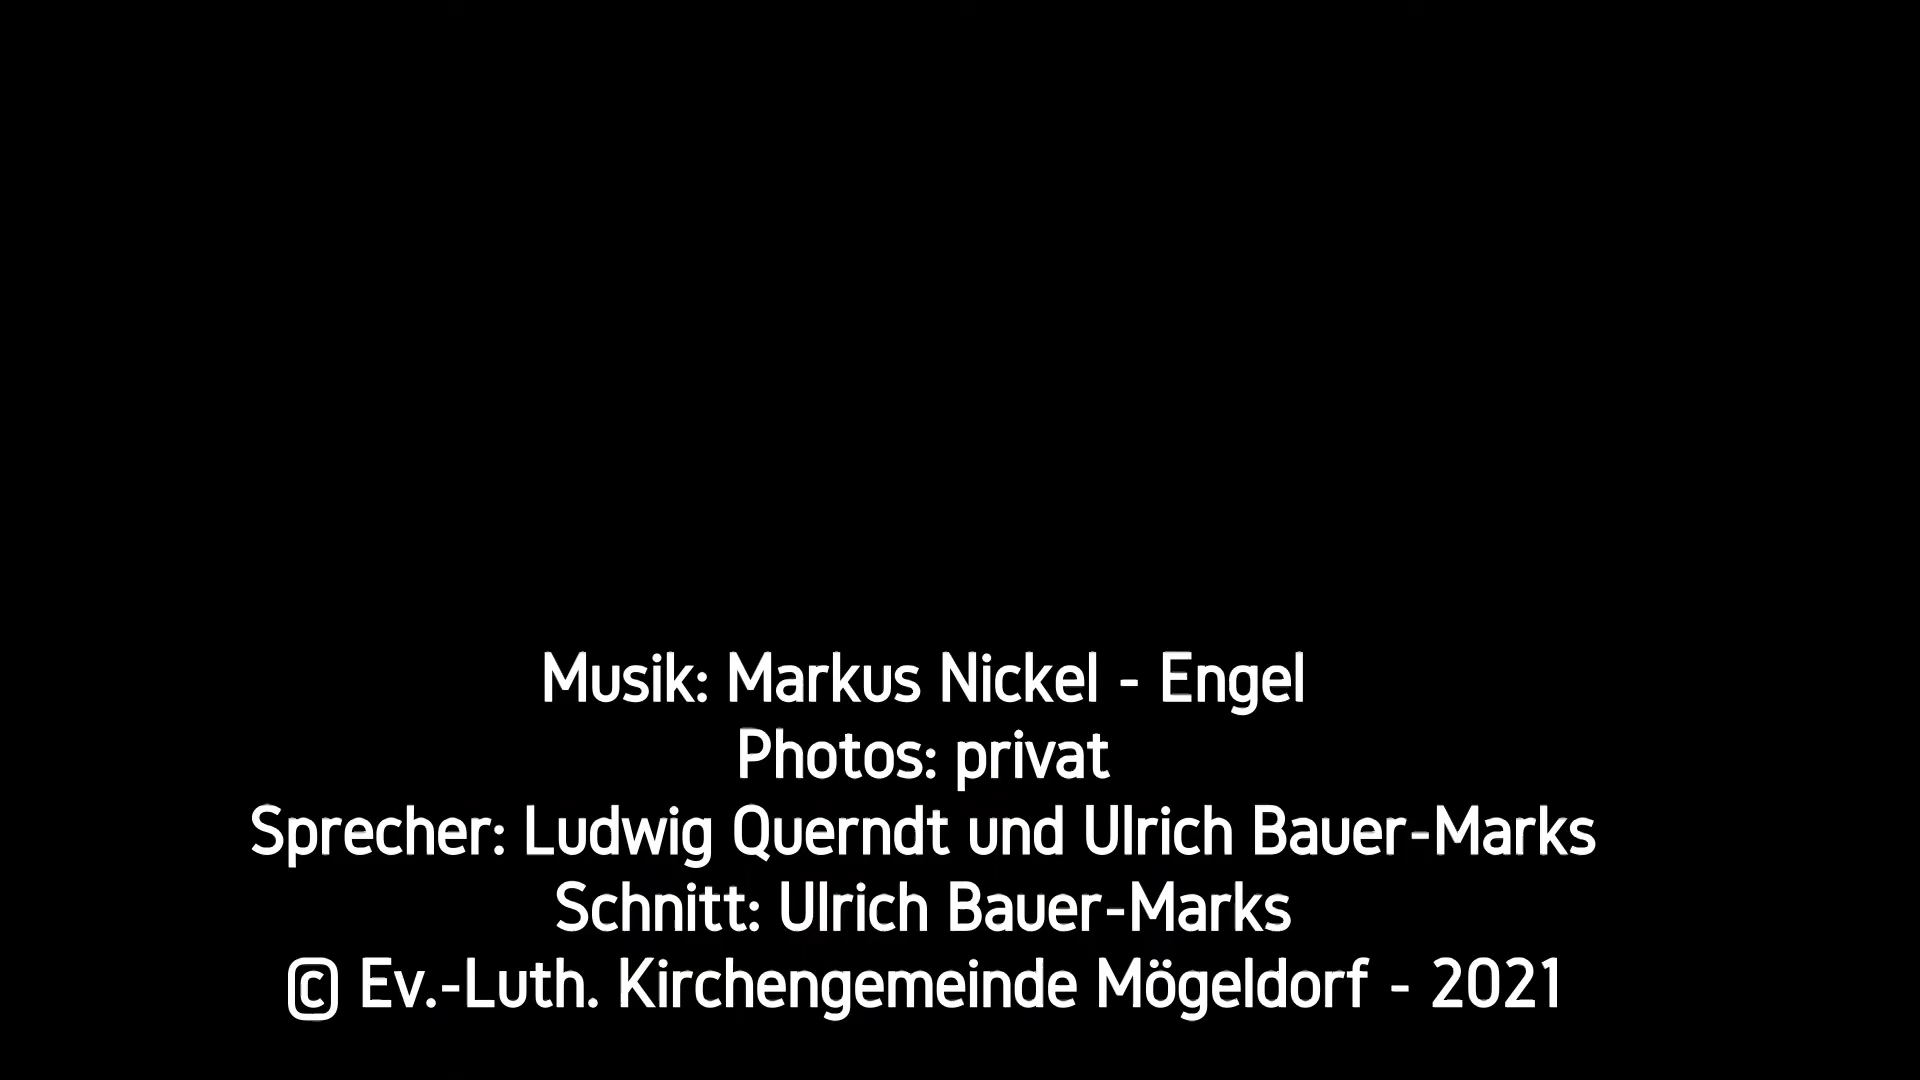 Musik: Markus Nickel - Engel
Photos: privat
Sprecher: Ludwig Querndt und Ulrich Bauer-Marks
Schnitt: Ulrich Bauer-Marks
© Ev.-Luth. Kirchengemeinde Mögeldorf - 2021